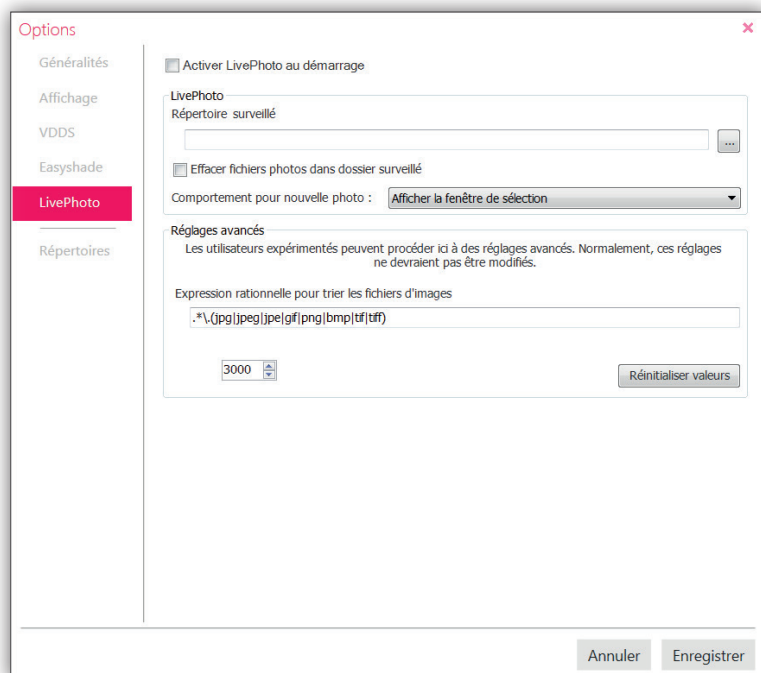 Options
Généralités
Affichage
VDDS
Easyshade
LivePhoto
Répertoires
Activer LivePhoto au démarrage
LivePhoto
Répertoire surveillé
...
Effacer fichiers photos dans dossier surveillé
Comportement pour nouvelle photo :
Afficher la fenêtre de sélection
Réglages avancés
Les utilisateurs expérimentés peuvent procéder ici à des réglages avancés. Normalement, ces réglages
ne devraient pas être modifiés.
Expression rationnelle pour trier les fichiers d'images
.*\.(jpg|jpeg|jpe|gif|png|bmp|tif|tiff)
3000
Réinitialiser valeurs
Annuler
Enregistrer